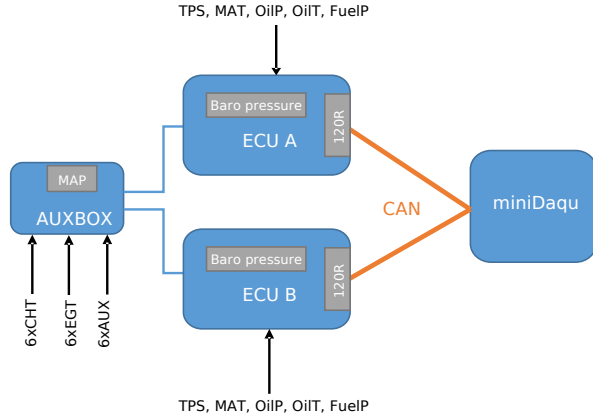 TPS, MAT, OilP, OilT, FuelP
Baro pressure
120R
ECU A
MAP
AUXBOX
CAN
miniDaqu
Baro pressure
120R
ECU B
6xCHT
6xEGT
6xAUX
TPS, MAT, OilP, OilT, FuelP